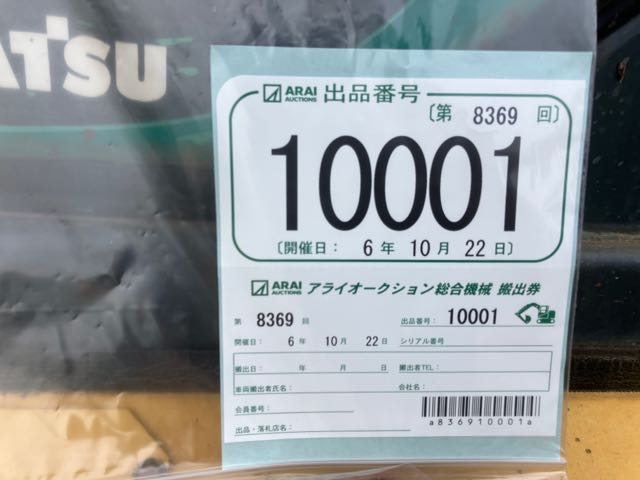 ATSU
ARAI AUCTIONS 出品番号
〔第 8369 回〕
10001
〔開催日： 6 年 10 月 22 日〕
ARAI AUCTIONS アライオークション総合機械 搬出券
第 8369 回 出品番号： 10001
開催日： 6 年 10 月 22 日 シリアル番号
搬出日： 年 月 日 搬出者TEL：
車両搬出者氏名： 会社名：
会員番号：
出品・落札店名：
a836910001a